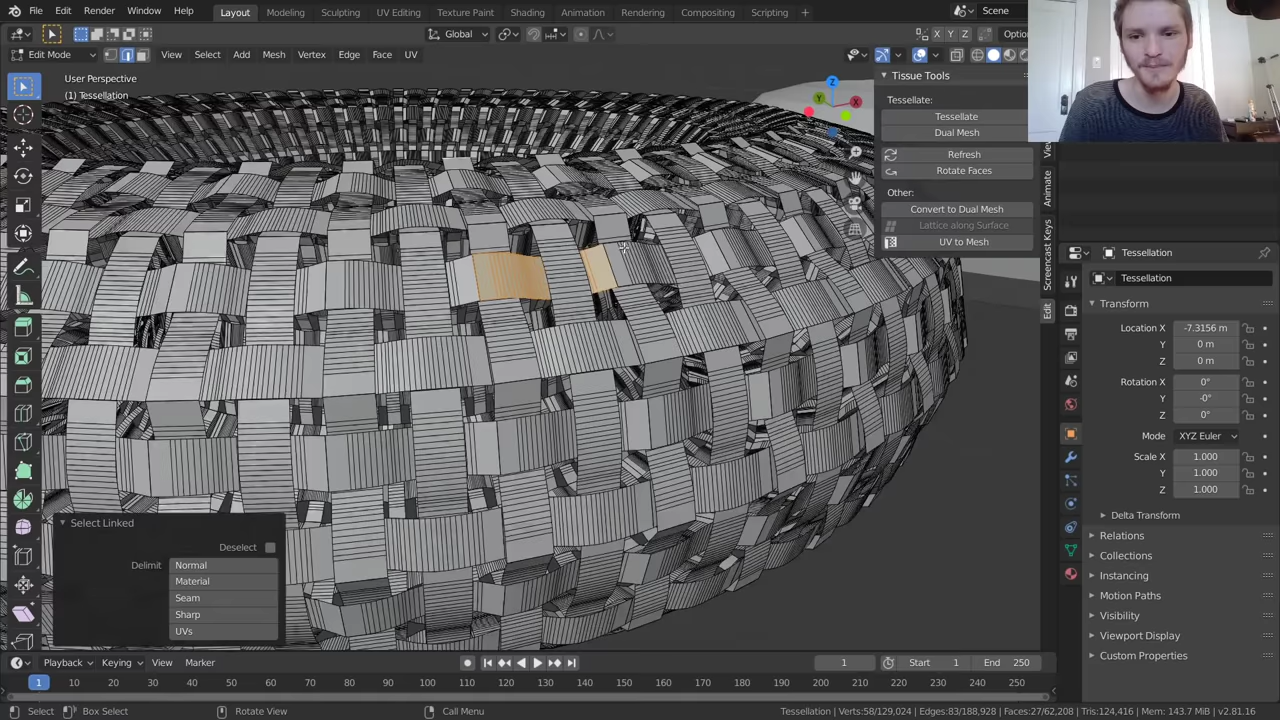 File Edit Render Window Help Layout Modeling Sculpting UV Editing Texture Paint Shading Animation Rendering Compositing Scripting + Scene
Global X Y Z
Edit Mode View Select Add Mesh Vertex Edge Face UV
User Perspective
(1) Tessellation
Z
Y
X
Tissue Tools
Tessellate:
Tessellate
Dual Mesh
Refresh
Rotate Faces
Other:
Convert to Dual Mesh
Lattice along Surface
UV to Mesh
Animate
Screencast Keys
Edit
Tessellation
Tessellation
Transform
Location X -7.3156 m
Y 0 m
Z 0 m
Rotation X 0°
Y -0°
Z 0°
Mode XYZ Euler
Scale X 1.000
Y 1.000
Z 1.000
Delta Transform
Relations
Collections
Instancing
Motion Paths
Visibility
Viewport Display
Custom Properties
Select Linked
Deselect
Delimit Normal
Material
Seam
Sharp
UVs
Playback Keying View Marker 1 Start 1 End 250
1 10 20 30 40 50 60 70 80 90 100 110 120 130 140 150 160 170 180 190 200 210 220 230 240 250
Select Box Select Rotate View Call Menu Tessellation | Verts:58/129,024 | Edges:83/188,928 | Faces:27/62,208 | Tris:124,416 | Mem: 143.7 MiB | v2.81.16